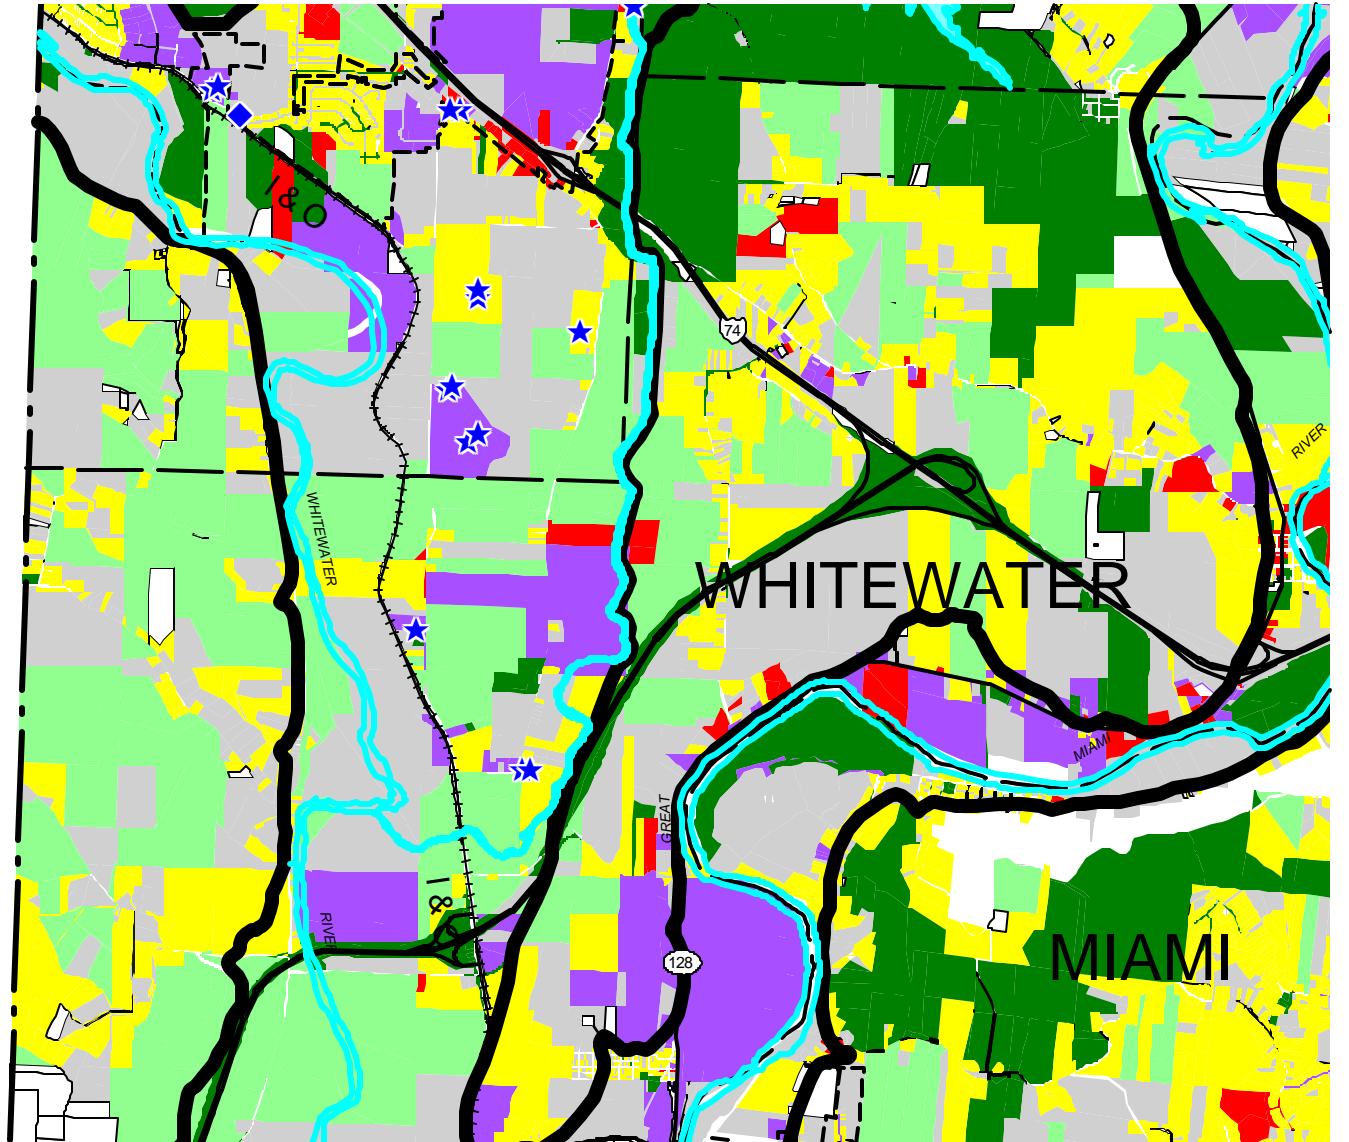 I & O
74
RIVER
WHITEWATER
WHITEWATER
MIAMI
GREAT
I & O
RIVER
MIAMI
128